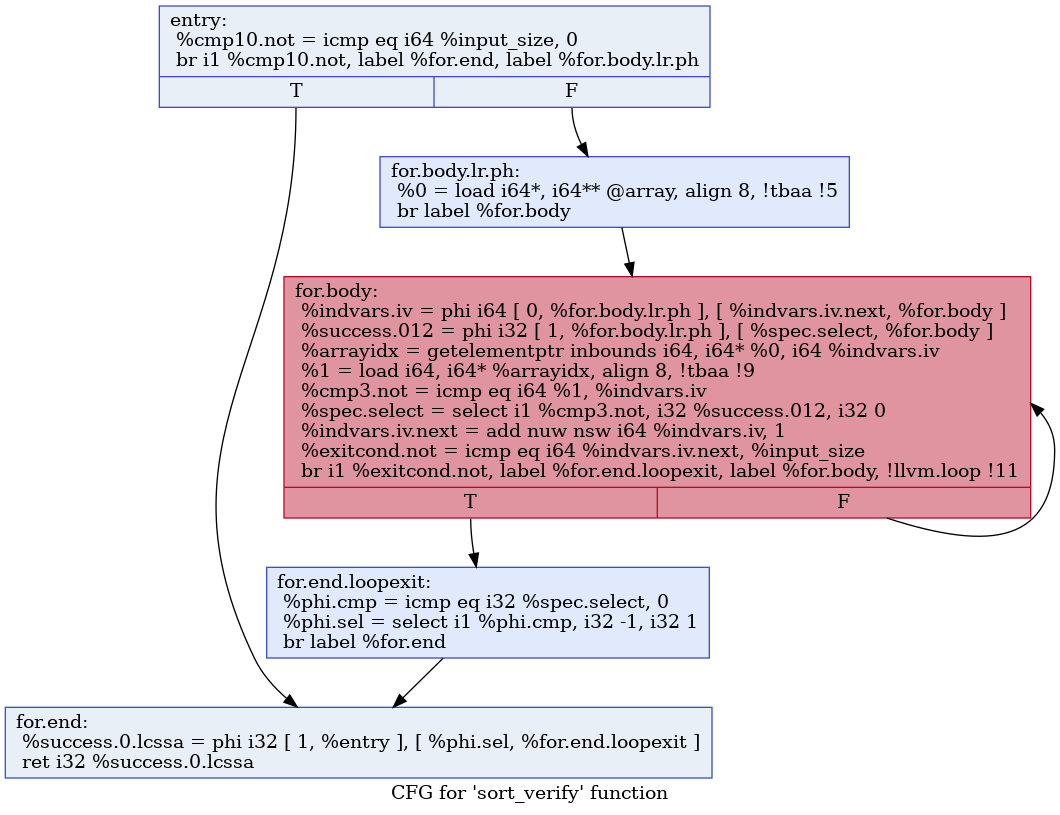 entry:
%cmp10.not = icmp eq i64 %input_size, 0
br i1 %cmp10.not, label %for.end, label %for.body.lr.ph
T F
for.body.lr.ph:
%0 = load i64*, i64** @array, align 8, !tbaa !5
br label %for.body
for.body:
%indvars.iv = phi i64 [ 0, %for.body.lr.ph ], [ %indvars.iv.next, %for.body ]
%success.012 = phi i32 [ 1, %for.body.lr.ph ], [ %spec.select, %for.body ]
%arrayidx = getelementptr inbounds i64, i64* %0, i64 %indvars.iv
%1 = load i64, i64* %arrayidx, align 8, !tbaa !9
%cmp3.not = icmp eq i64 %1, %indvars.iv
%spec.select = select i1 %cmp3.not, i32 %success.012, i32 0
%indvars.iv.next = add nuw nsw i64 %indvars.iv, 1
%exitcond.not = icmp eq i64 %indvars.iv.next, %input_size
br i1 %exitcond.not, label %for.end.loopexit, label %for.body, !llvm.loop !11
T F
for.end.loopexit:
%phi.cmp = icmp eq i32 %spec.select, 0
%phi.sel = select i1 %phi.cmp, i32 -1, i32 1
br label %for.end
for.end:
%success.0.lcssa = phi i32 [ 1, %entry ], [ %phi.sel, %for.end.loopexit ]
ret i32 %success.0.lcssa
CFG for 'sort_verify' function